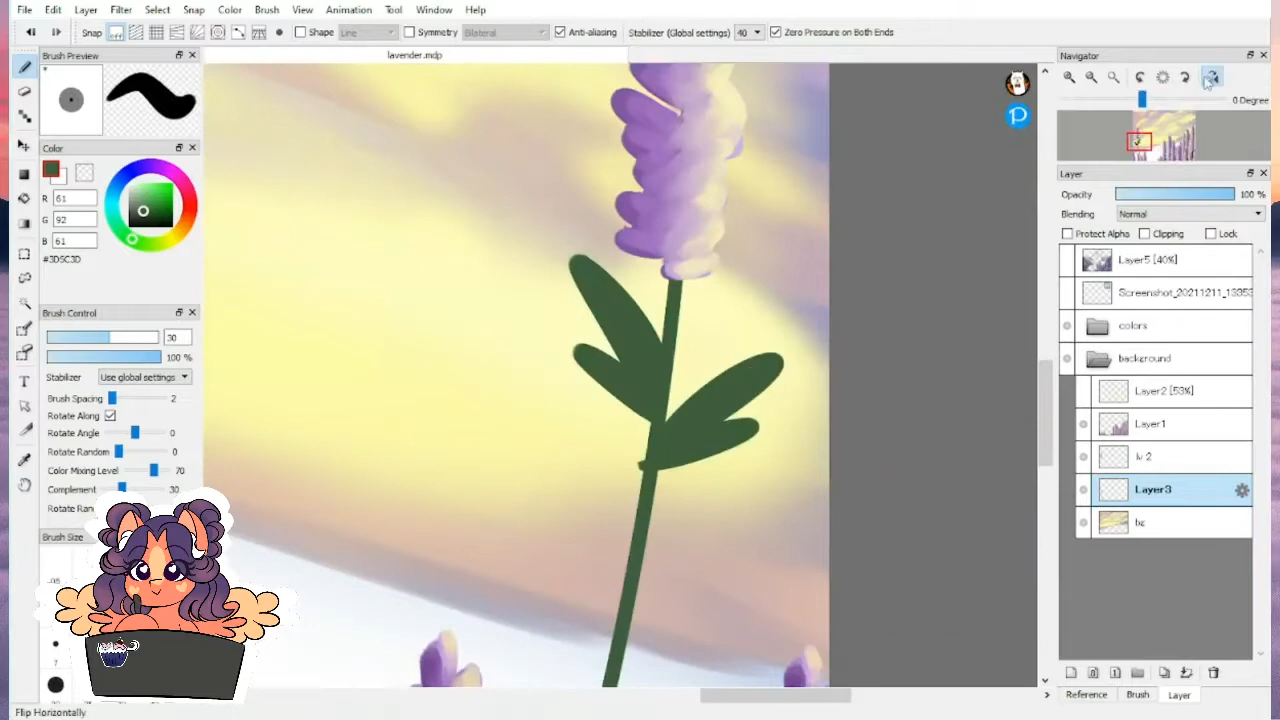 File Edit Layer Filter Select Snap Color Brush View Animation Tool Window Help
Snap off Shape Line Symmetry Bilateral Anti-aliasing Stabilizer (Global settings) 40 Zero Pressure on Both Ends
Brush Preview
lavender.mdp
Navigator
0 Degree
Color
R 61
G 92
B 61
#3D5C3D
Layer
Opacity 100 %
Blending Normal
Protect Alpha Clipping Lock
Layer5 [40%]
Screenshot_20211211_13353
colors
background
Layer2 [53%]
Layer1
lv 2
Layer3
bg
Brush Control
30
100 %
Stabilizer Use global settings
Brush Spacing 2
Rotate Along
Rotate Angle 0
Rotate Random 0
Color Mixing Level 70
Complement 30
Brush Size
7
Reference Brush Layer
Flip Horizontally